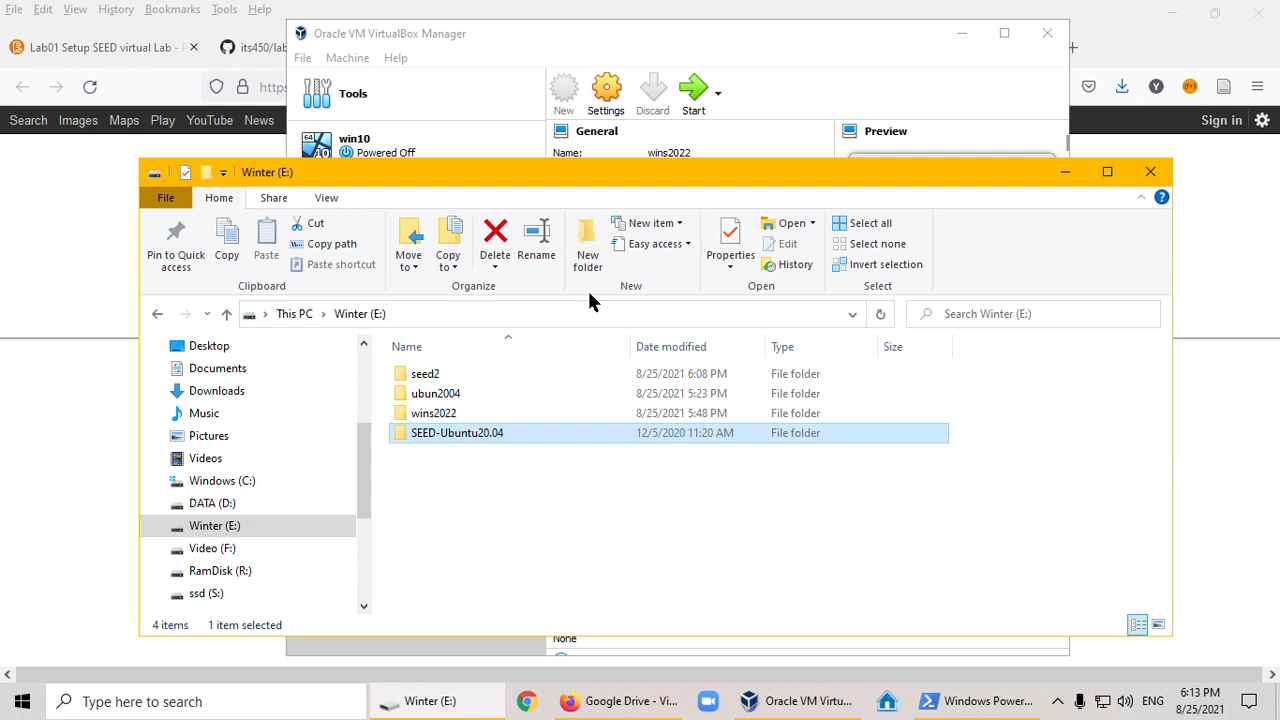 File Edit View History Bookmarks Tools Help
Oracle VM VirtualBox Manager
Lab01 Setup SEED virtual Lab -
its450/lab
File Machine Help
https
Tools
New Settings Discard Start
Search Images Maps Play YouTube News
Sign in
General
Preview
64
10
win10
Powered Off
Name: wins2022
Winter (E:)
File Home Share View
Pin to Quick access
Copy
Paste
Cut
Copy path
Paste shortcut
Clipboard
Move to
Copy to
Delete
Rename
Organize
New folder
New item
Easy access
New
Properties
Open
Edit
History
Open
Select all
Select none
Invert selection
Select
This PC > Winter (E:)
Search Winter (E:)
Desktop
Documents
Downloads
Music
Pictures
Videos
Windows (C:)
DATA (D:)
Winter (E:)
Video (F:)
RamDisk (R:)
ssd (S:)
Name Date modified Type Size
seed2 8/25/2021 6:08 PM File folder
ubun2004 8/25/2021 5:23 PM File folder
wins2022 8/25/2021 5:48 PM File folder
SEED-Ubuntu20.04 12/5/2020 11:20 AM File folder
4 items 1 item selected
None
Type here to search
Winter (E:)
Google Drive - Vi...
Oracle VM Virtu...
Windows Power...
ENG
6:13 PM
8/25/2021